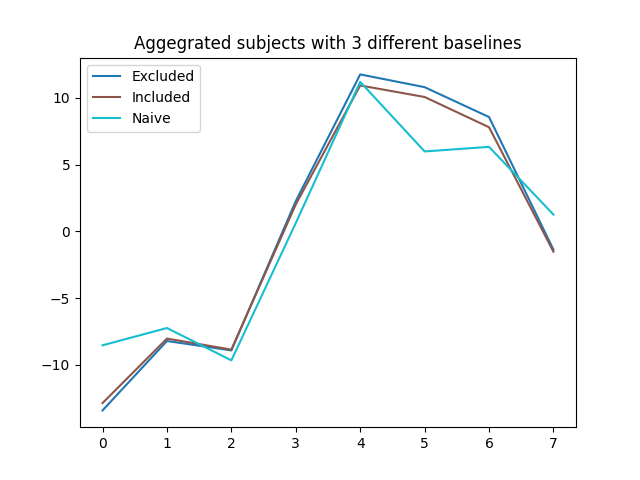 Aggegrated subjects with 3 different baselines
Excluded
Included
Naive
10
5
0
−5
−10
0 1 2 3 4 5 6 7